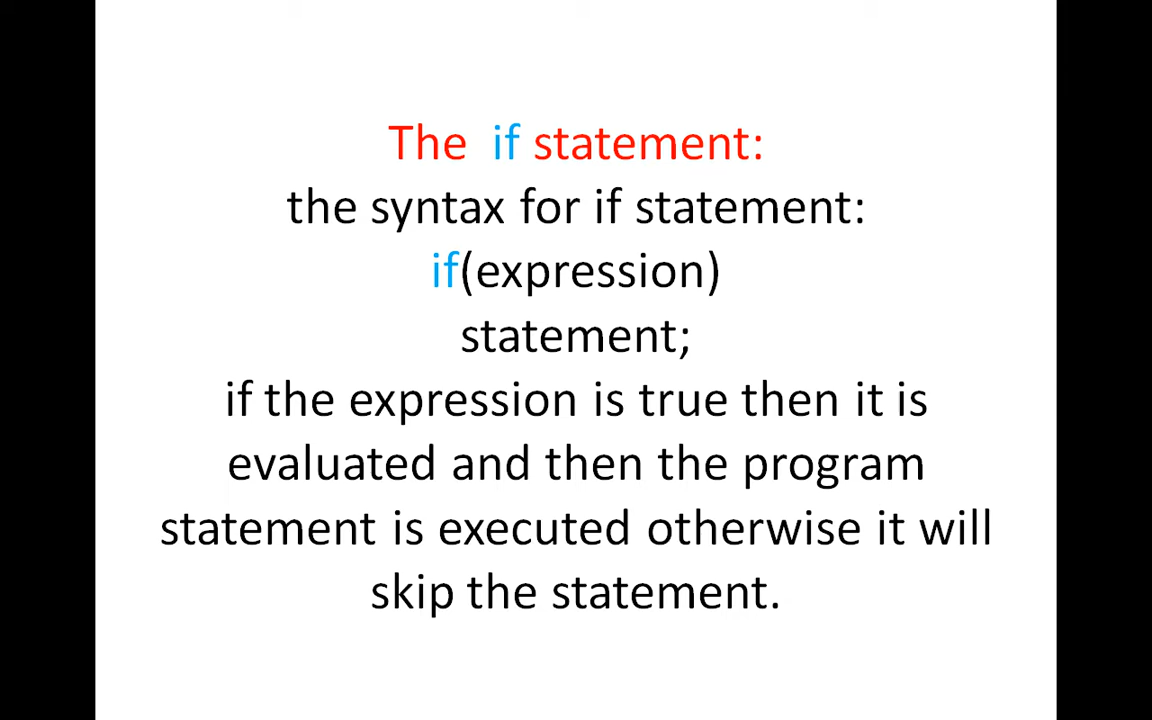 The  if statement:
the syntax for if statement:
if(expression)
statement;
if the expression is true then it is
evaluated and then the program
statement is executed otherwise it will
skip the statement.